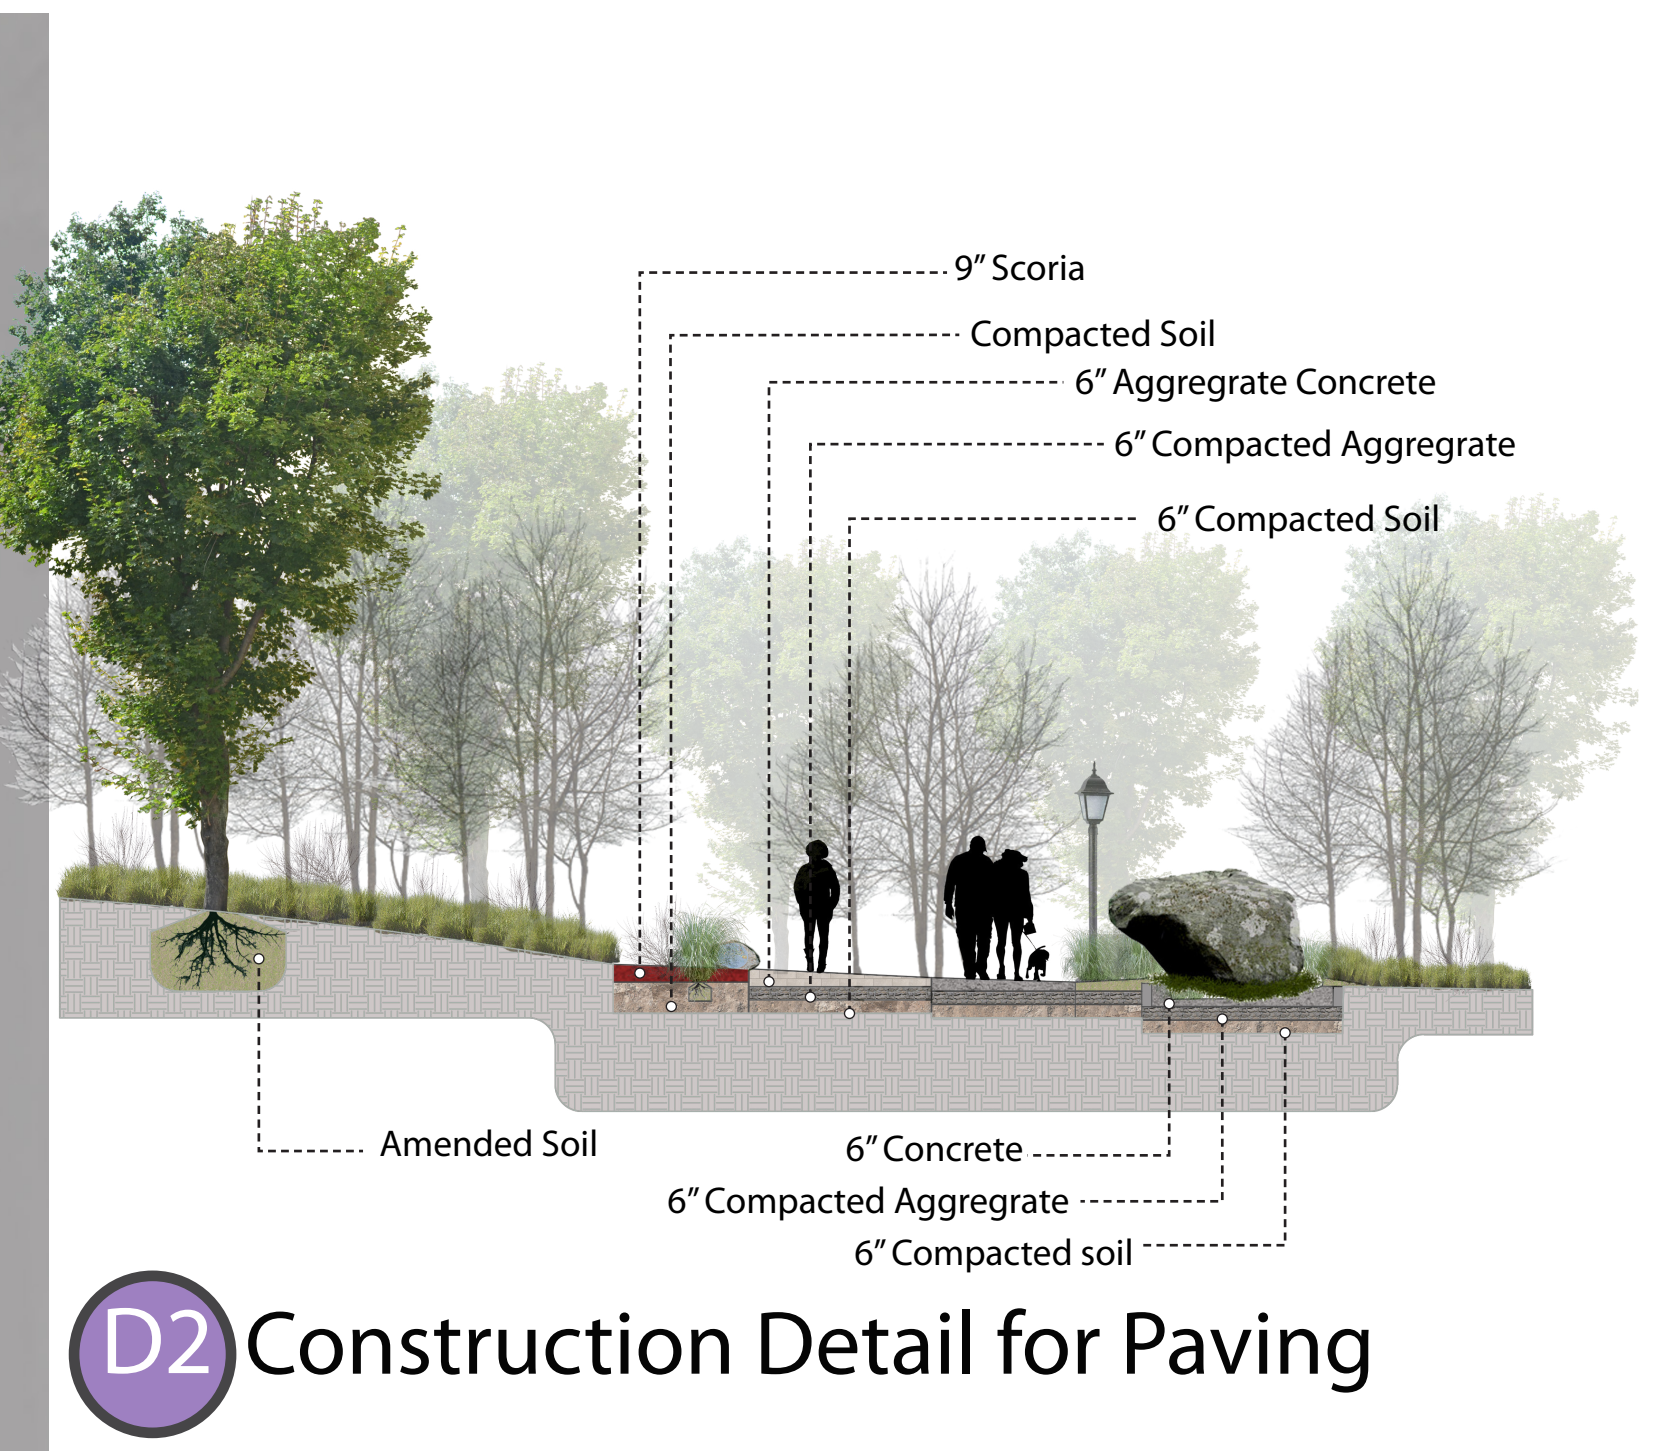 9” Scoria
Compacted Soil
6” Aggregrate Concrete
6” Compacted Aggregrate
6” Compacted Soil
Amended Soil
6” Concrete
6” Compacted Aggregrate
6” Compacted soil
D2 Construction Detail for Paving